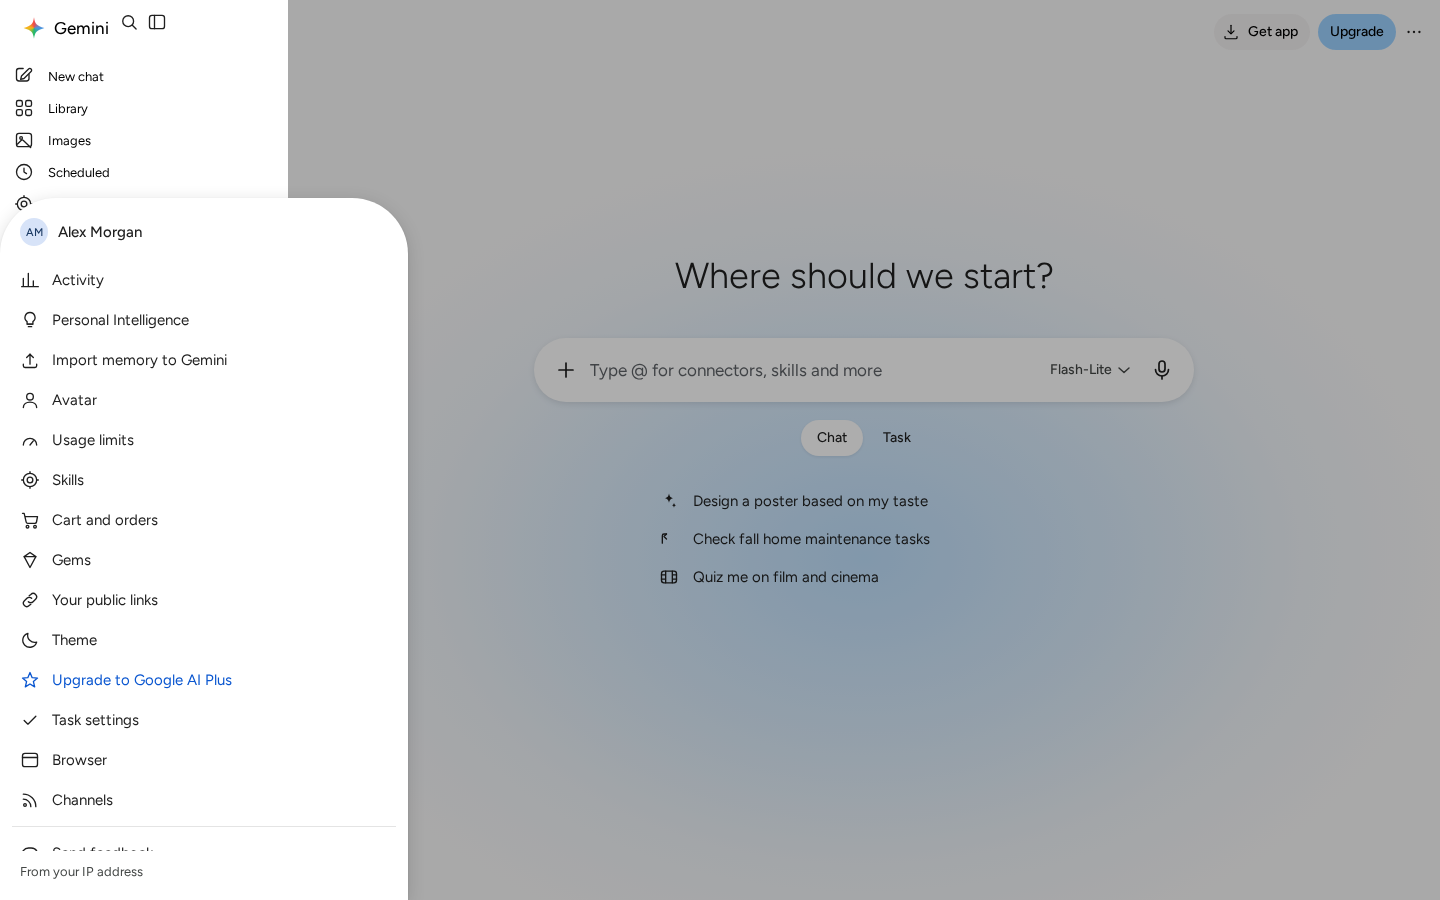 Gemini
New chat
Library
Images
Scheduled
AM Alex Morgan
Activity
Personal Intelligence
Import memory to Gemini
Avatar
Usage limits
Skills
Cart and orders
Gems
Your public links
Theme
Upgrade to Google AI Plus
Task settings
Browser
Channels
Send feedback
From your IP address
Get app Upgrade
Where should we start?
Type @ for connectors, skills and more Flash-Lite
Chat Task
Design a poster based on my taste
Check fall home maintenance tasks
Quiz me on film and cinema